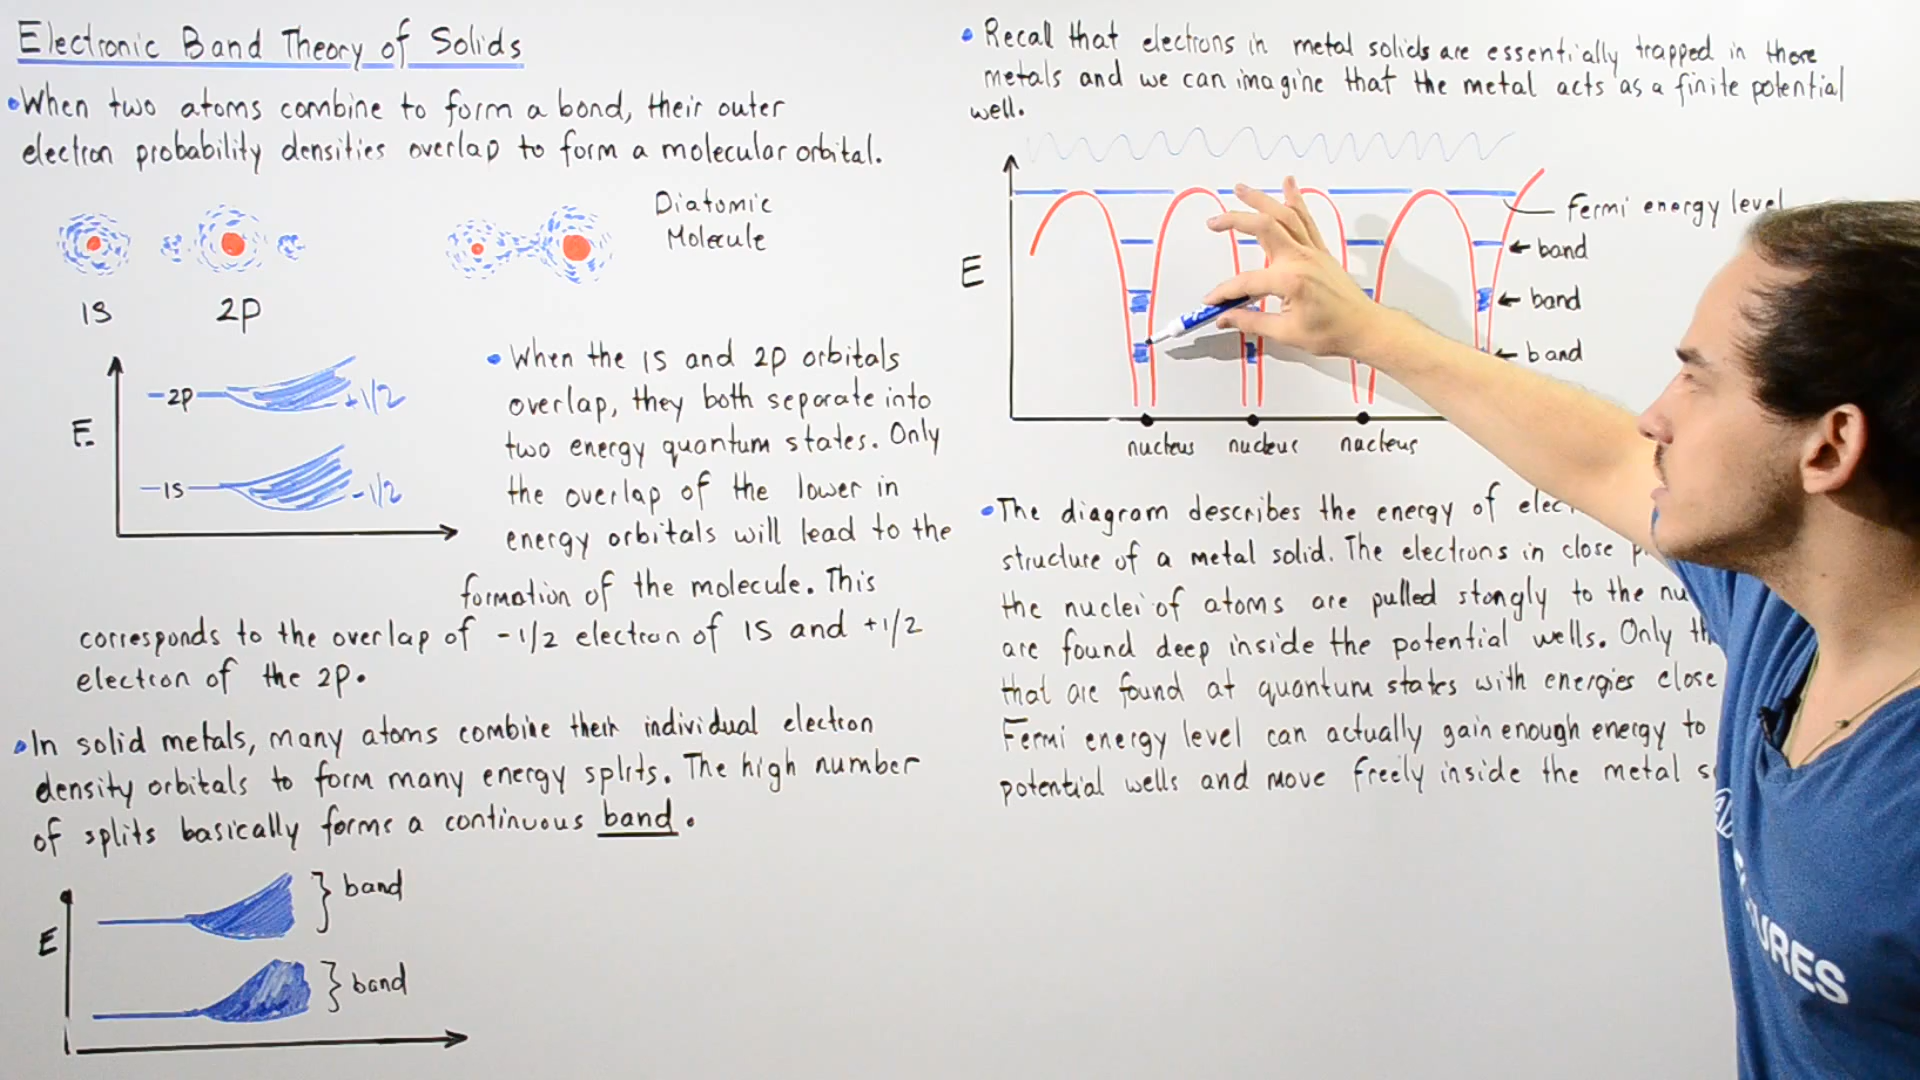 Electronic Band Theory of Solids
• When two atoms combine to form a bond, their outer
electron probability densities overlap to form a molecular orbital.
1S
2p
Diatomic
Molecule
E
2p
+1/2
1S
-1/2
• When the 1S and 2p orbitals
overlap, they both separate into
two energy quantum states. Only
the overlap of the lower in
energy orbitals will lead to the
formation of the molecule. This
corresponds to the overlap of -1/2 electron of 1S and +1/2
electron of the 2p.
• In solid metals, many atoms combine their individual electron
density orbitals to form many energy splits. The high number
of splits basically forms a continuous band.
E
band
band
• Recall that electrons in metal solids are essentially trapped in these
metals and we can imagine that the metal acts as a finite potential
well.
E
Fermi energy level
← band
← band
← band
nucleus nucleus nucleus
• The diagram describes the energy of elec
structure of a metal solid. The electrons in close p
the nuclei of atoms are pulled stongly to the nu
are found deep inside the potential wells. Only th
that are found at quantum states with energies close
Fermi energy level can actually gain enough energy to
potential wells and move freely inside the metal s
URES